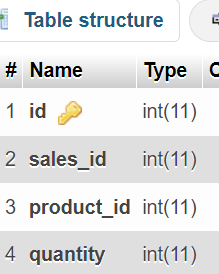 Table structure
# Name Type C
1 id int(11)
2 sales_id int(11)
3 product_id int(11)
4 quantity int(11)